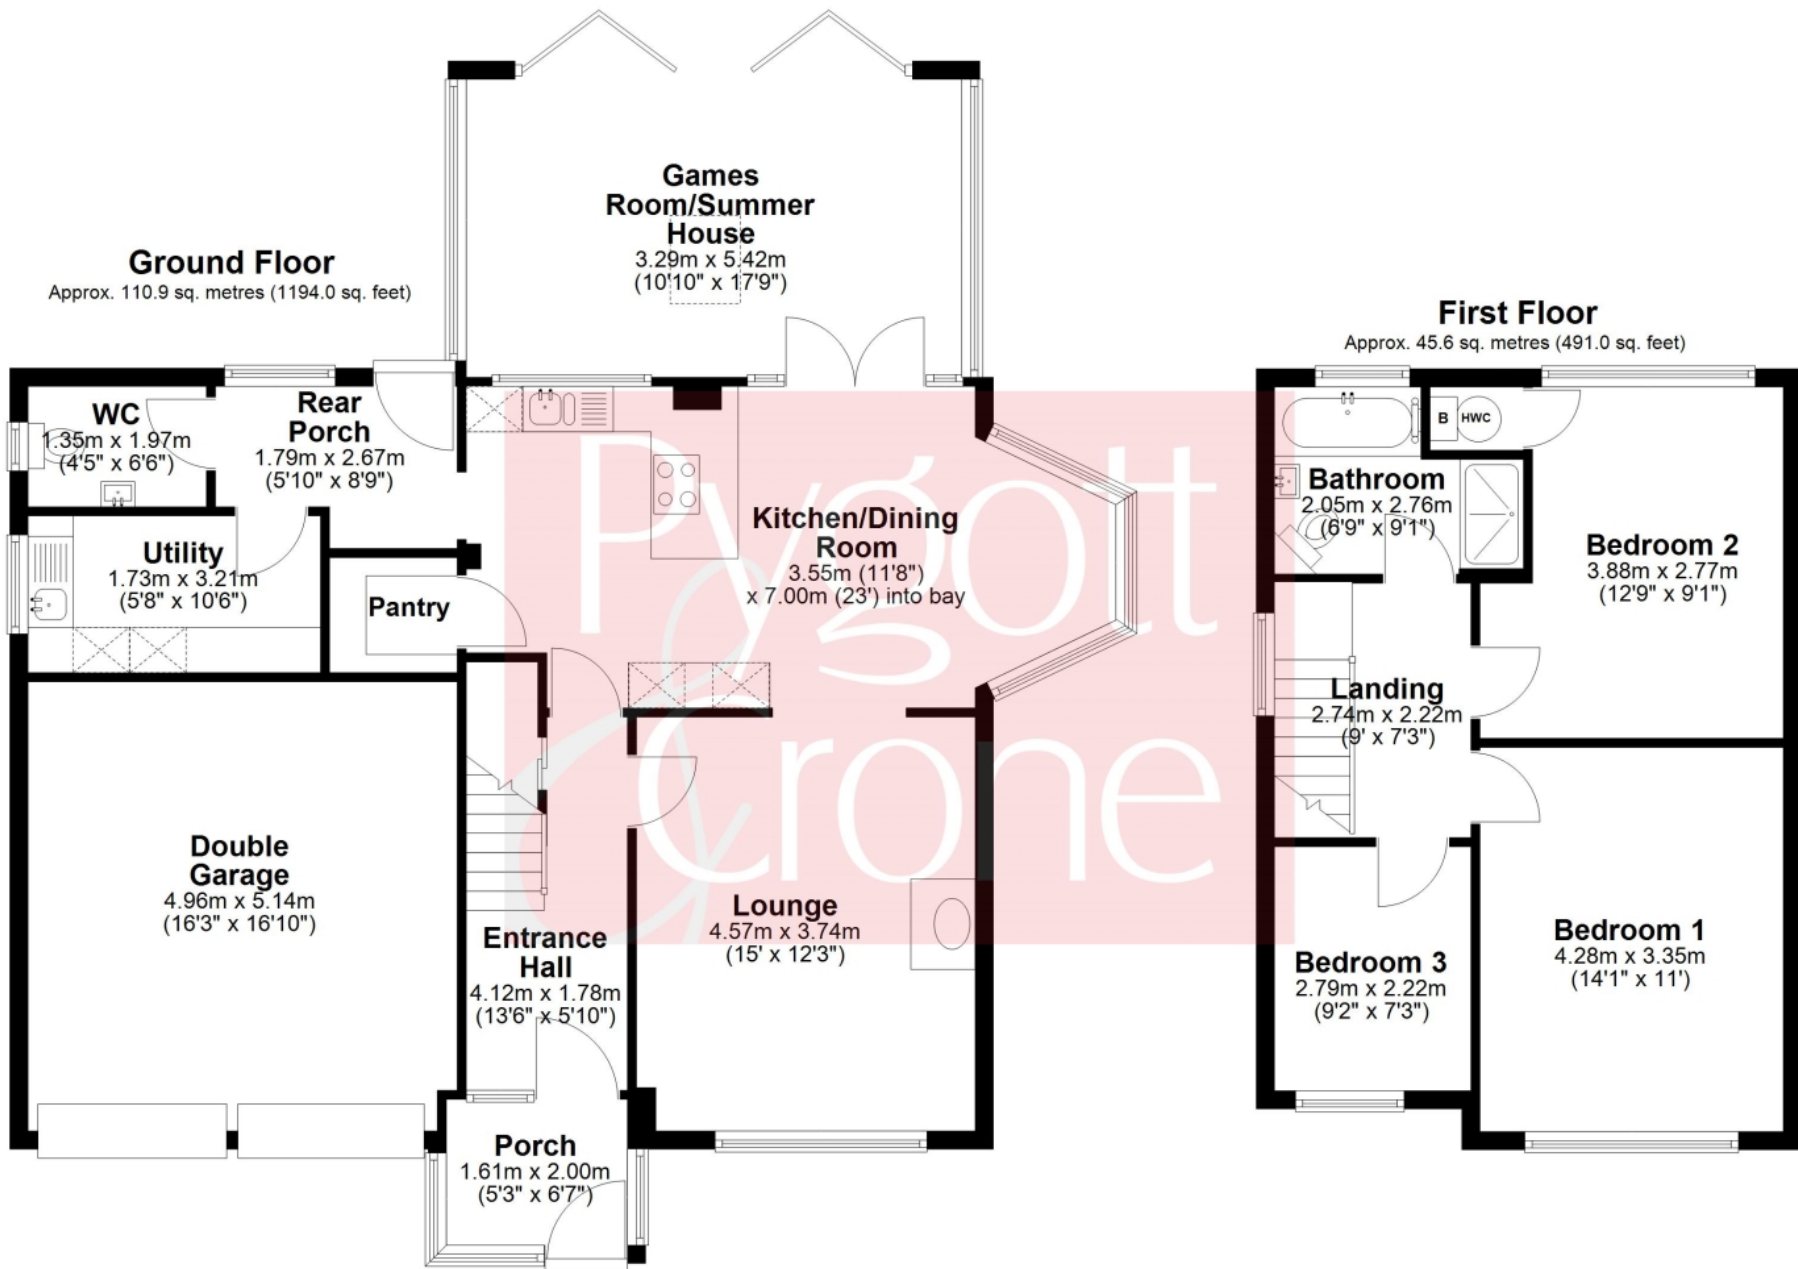 Ground Floor
Approx. 110.9 sq. metres (1194.0 sq. feet)
Games
Room/Summer
House
3.29m x 5.42m
(10'10" x 17'9")
WC
1.35m x 1.97m
(4'5" x 6'6")
Rear
Porch
1.79m x 2.67m
(5'10" x 8'9")
Utility
1.73m x 3.21m
(5'8" x 10'6")
Pantry
Kitchen/Dining
Room
3.55m (11'8")
x 7.00m (23') into bay
Double
Garage
4.96m x 5.14m
(16'3" x 16'10")
Entrance
Hall
4.12m x 1.78m
(13'6" x 5'10")
Lounge
4.57m x 3.74m
(15' x 12'3")
Porch
1.61m x 2.00m
(5'3" x 6'7")
First Floor
Approx. 45.6 sq. metres (491.0 sq. feet)
B
HWC
Bathroom
2.05m x 2.76m
(6'9" x 9'1")
Bedroom 2
3.88m x 2.77m
(12'9" x 9'1")
Landing
2.74m x 2.22m
(9' x 7'3")
Bedroom 1
4.28m x 3.35m
(14'1" x 11')
Bedroom 3
2.79m x 2.22m
(9'2" x 7'3")
Pygott
& Crone